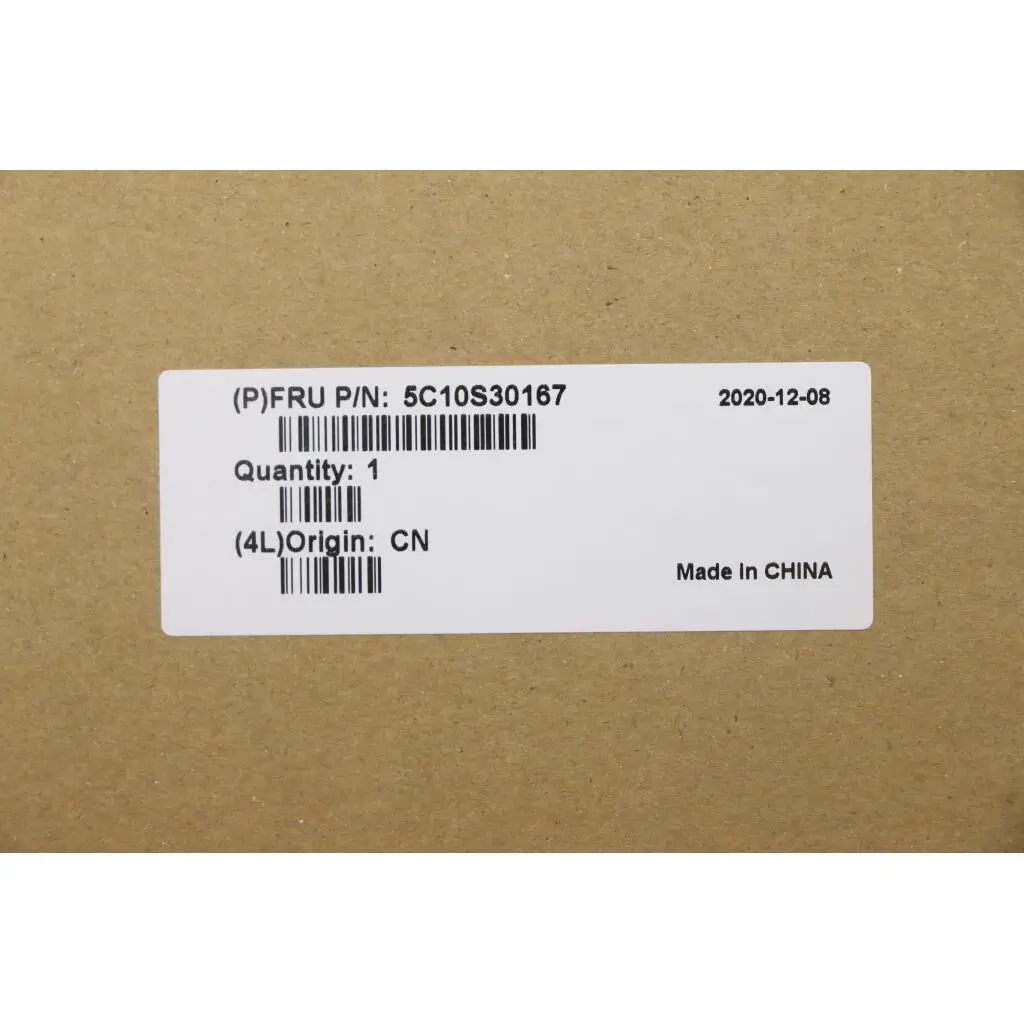 (P)FRU P/N: 5C10S30167
2020-12-08
Quantity: 1
(4L)Origin: CN
Made in CHINA